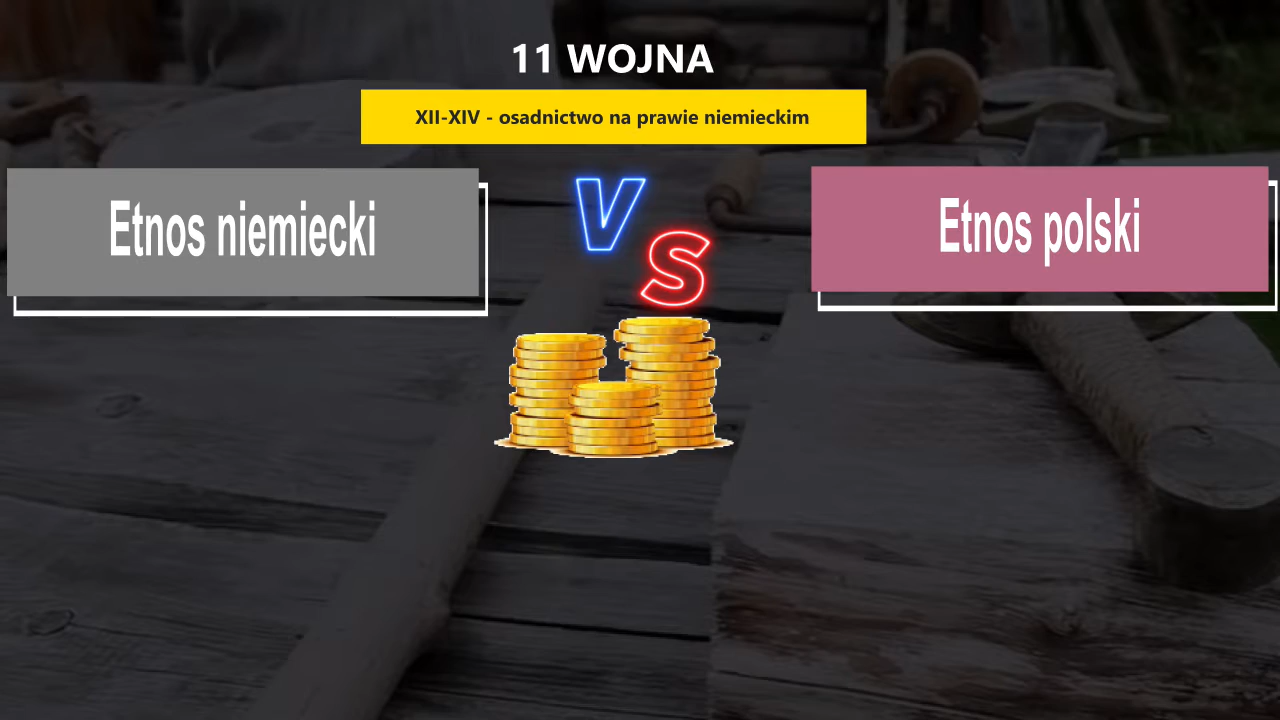 11 WOJNA
XII-XIV - osadnictwo na prawie niemieckim
Etnos niemiecki
VS
Etnos polski